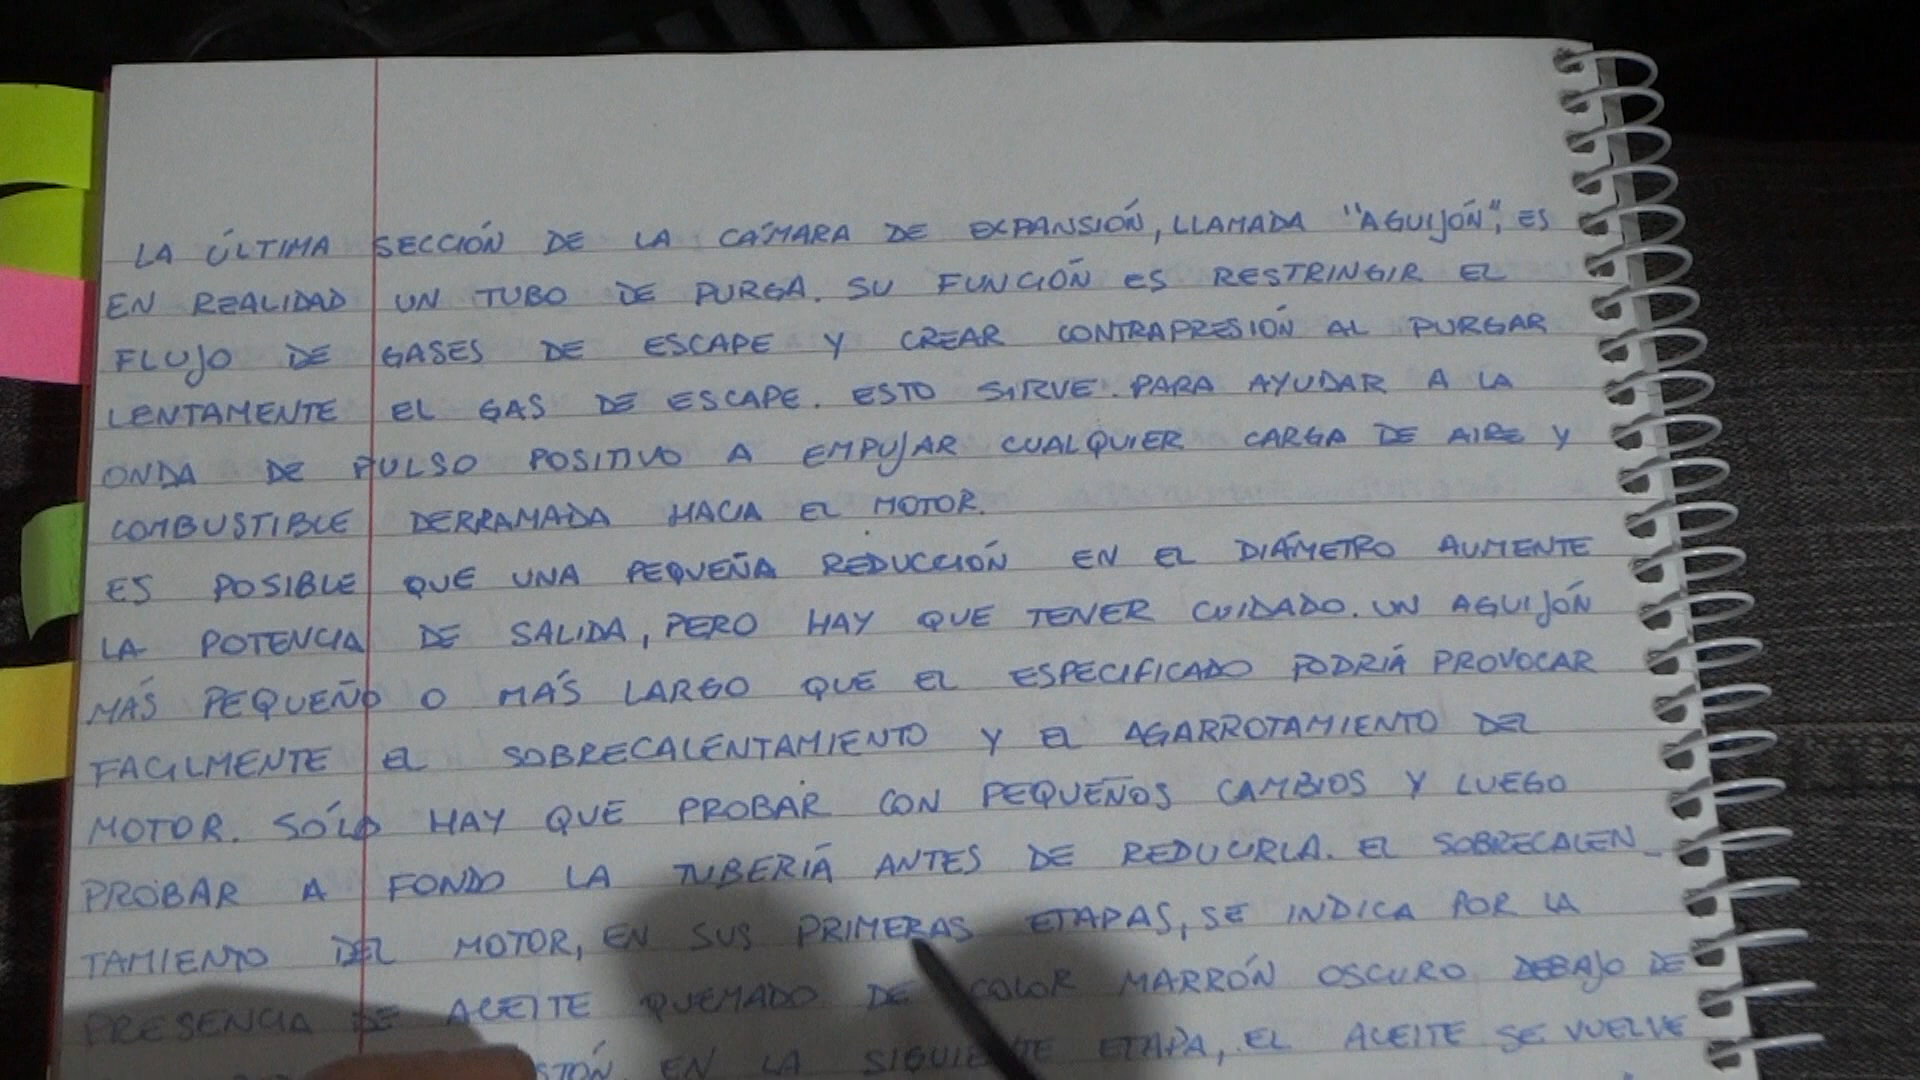 LA ÚLTIMA SECCIÓN DE LA CÁMARA DE EXPANSIÓN, LLAMADA "AGUIJÓN", ES
EN REALIDAD UN TUBO DE PURGA. SU FUNCIÓN ES RESTRINGIR EL
FLUJO DE GASES DE ESCAPE Y CREAR CONTRAPRESIÓN AL PURGAR
LENTAMENTE EL GAS DE ESCAPE. ESTO SIRVE PARA AYUDAR A LA
ONDA DE PULSO POSITIVO A EMPUJAR CUALQUIER CARGA DE AIRE Y
COMBUSTIBLE DERRAMADA HACIA EL MOTOR.
ES POSIBLE QUE UNA PEQUEÑA REDUCCIÓN EN EL DIÁMETRO AUMENTE
LA POTENCIA DE SALIDA, PERO HAY QUE TENER CUIDADO. UN AGUIJÓN
MÁS PEQUEÑO O MÁS LARGO QUE EL ESPECIFICADO PODRÍA PROVOCAR
FACILMENTE EL SOBRECALENTAMIENTO Y EL AGARROTAMIENTO DEL
MOTOR. SÓLO HAY QUE PROBAR CON PEQUEÑOS CAMBIOS Y LUEGO
PROBAR A FONDO LA TUBERÍA ANTES DE REDUCIRLA. EL SOBRECALEN_
TAMIENTO DEL MOTOR, EN SUS PRIMERAS ETAPAS, SE INDICA POR LA
PRESENCIA DE ACEITE QUEMADO DE COLOR MARRÓN OSCURO DEBAJO DE
EN LA SIGUIENTE ETAPA, EL ACEITE SE VUELVE